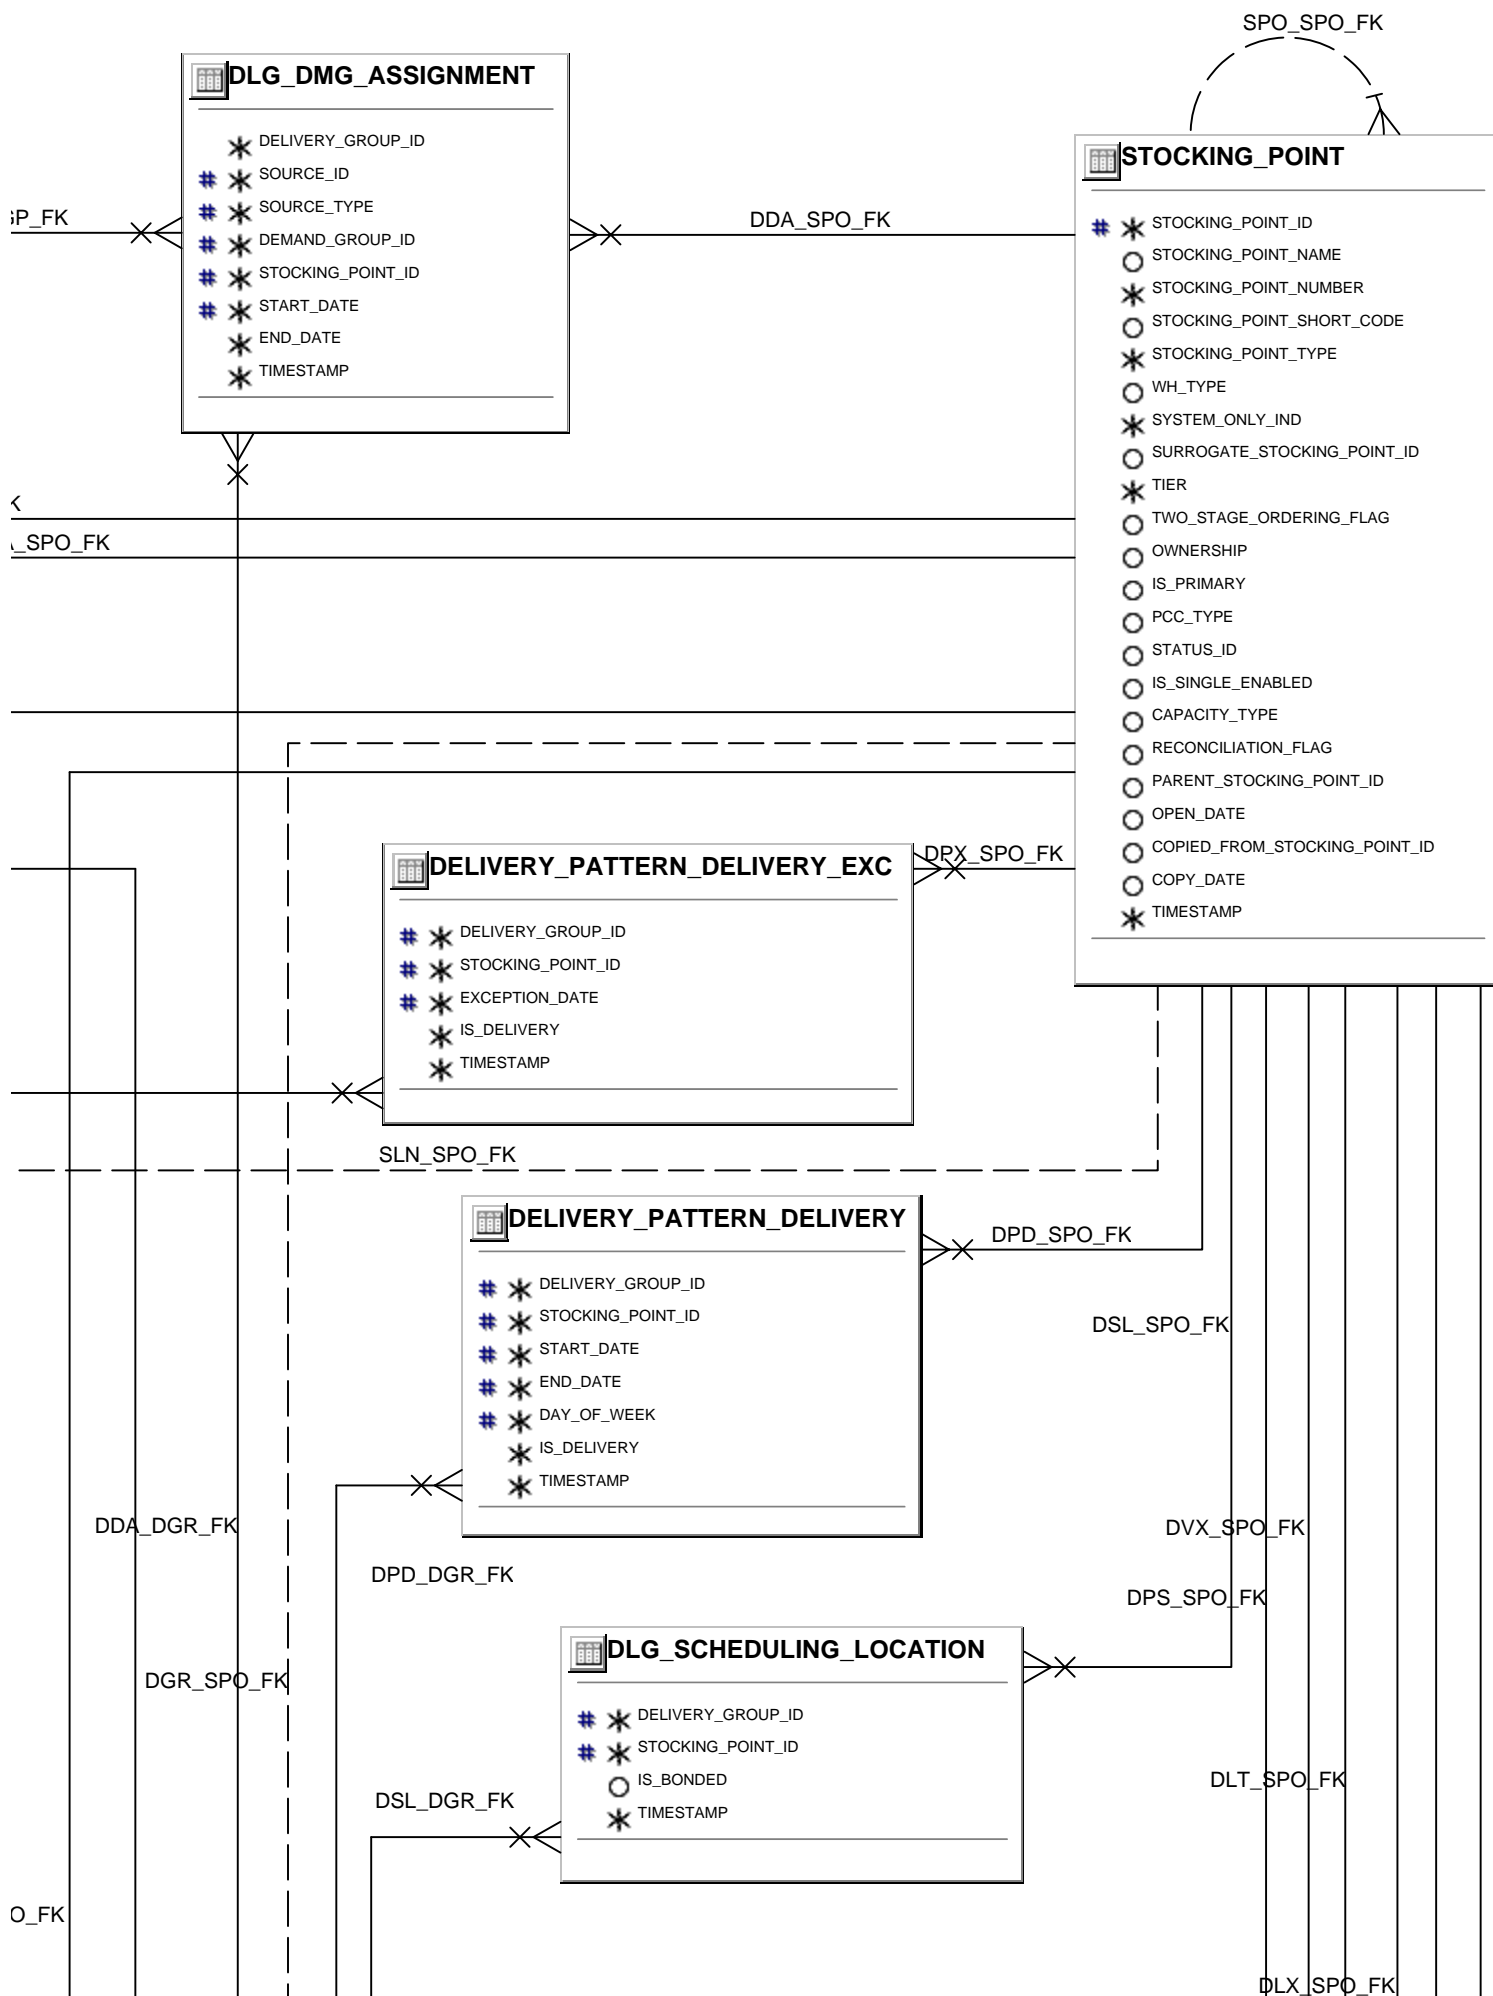 SPO_SPO_FK
DLG_DMG_ASSIGNMENT
DELIVERY_GROUP_ID
# SOURCE_ID
# SOURCE_TYPE
# DEMAND_GROUP_ID
# STOCKING_POINT_ID
# START_DATE
END_DATE
TIMESTAMP
GP_FK
DDA_SPO_FK
STOCKING_POINT
# STOCKING_POINT_ID
STOCKING_POINT_NAME
STOCKING_POINT_NUMBER
STOCKING_POINT_SHORT_CODE
STOCKING_POINT_TYPE
WH_TYPE
SYSTEM_ONLY_IND
SURROGATE_STOCKING_POINT_ID
TIER
TWO_STAGE_ORDERING_FLAG
OWNERSHIP
IS_PRIMARY
PCC_TYPE
STATUS_ID
IS_SINGLE_ENABLED
CAPACITY_TYPE
RECONCILIATION_FLAG
PARENT_STOCKING_POINT_ID
OPEN_DATE
COPIED_FROM_STOCKING_POINT_ID
COPY_DATE
TIMESTAMP
K
_SPO_FK
DELIVERY_PATTERN_DELIVERY_EXC
DPX_SPO_FK
# DELIVERY_GROUP_ID
# STOCKING_POINT_ID
# EXCEPTION_DATE
IS_DELIVERY
TIMESTAMP
SLN_SPO_FK
DELIVERY_PATTERN_DELIVERY
DPD_SPO_FK
# DELIVERY_GROUP_ID
# STOCKING_POINT_ID
# START_DATE
# END_DATE
# DAY_OF_WEEK
IS_DELIVERY
TIMESTAMP
DSL_SPO_FK
DDA_DGR_FK
DVX_SPO_FK
DPD_DGR_FK
DPS_SPO_FK
DGR_SPO_FK
DLG_SCHEDULING_LOCATION
# DELIVERY_GROUP_ID
# STOCKING_POINT_ID
IS_BONDED
TIMESTAMP
DLT_SPO_FK
DSL_DGR_FK
O_FK
DLX_SPO_FK